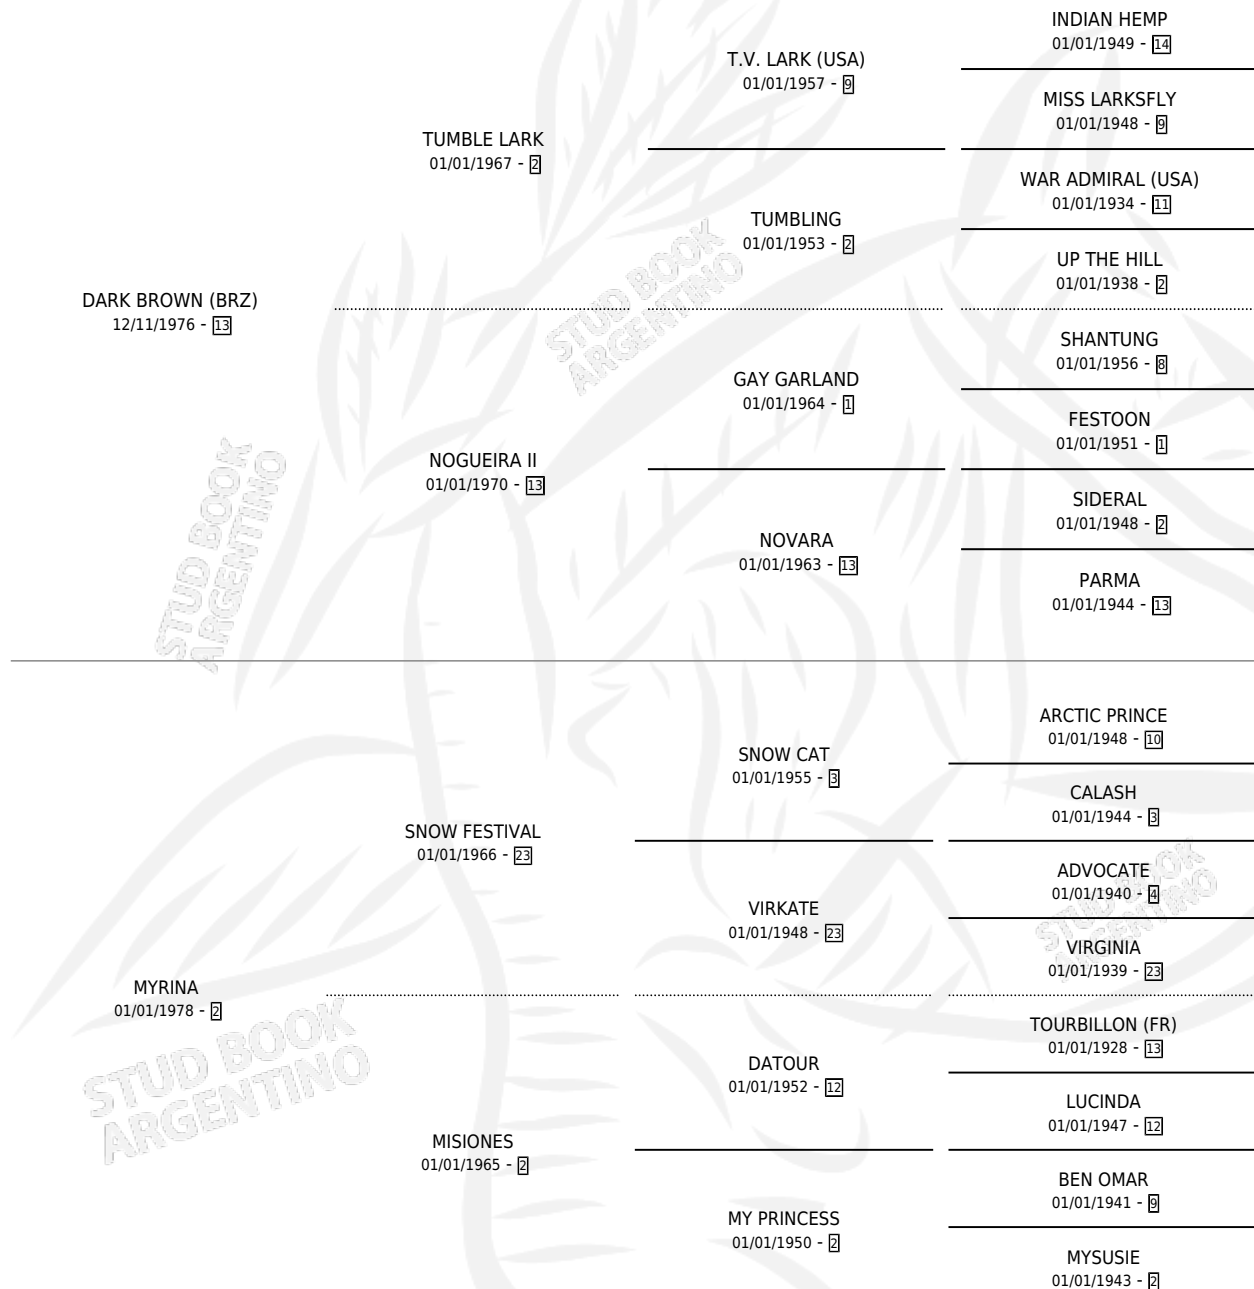 INDIAN HEMP
01/01/1949 - 14
T.V. LARK (USA)
01/01/1957 - 9
MISS LARKSFLY
01/01/1948 - 9
TUMBLE LARK
01/01/1967 - 2
WAR ADMIRAL (USA)
01/01/1934 - 11
TUMBLING
01/01/1953 - 2
UP THE HILL
01/01/1938 - 2
DARK BROWN (BRZ)
12/11/1976 - 13
SHANTUNG
01/01/1956 - 8
GAY GARLAND
01/01/1964 - 1
FESTOON
01/01/1951 - 1
NOGUEIRA II
01/01/1970 - 13
SIDERAL
01/01/1948 - 2
NOVARA
01/01/1963 - 13
PARMA
01/01/1944 - 13
ARCTIC PRINCE
01/01/1948 - 10
SNOW CAT
01/01/1955 - 3
CALASH
01/01/1944 - 3
SNOW FESTIVAL
01/01/1966 - 23
ADVOCATE
01/01/1940 - 4
VIRKATE
01/01/1948 - 23
VIRGINIA
01/01/1939 - 23
MYRINA
01/01/1978 - 2
TOURBILLON (FR)
01/01/1928 - 13
DATOUR
01/01/1952 - 12
LUCINDA
01/01/1947 - 12
MISIONES
01/01/1965 - 2
BEN OMAR
01/01/1941 - 9
MY PRINCESS
01/01/1950 - 2
MYSUSIE
01/01/1943 - 2
STUD BOOK
ARGENTINO
STUD BOOK
ARGENTINO
STUD BOOK
ARGENTINO
STUD BOOK
ARGENTINO